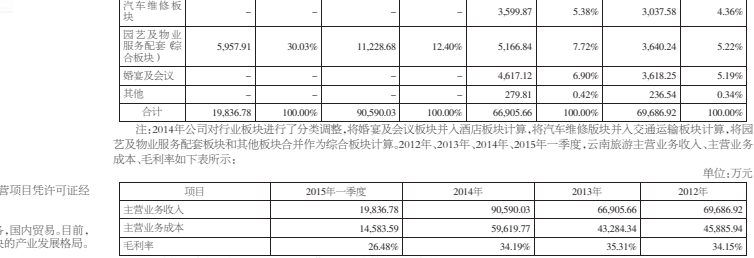 汽车维修板块 – – – – 3,599.87 5.38% 3,037.58 4.36%
园艺及物业服务配套（综合板块） 5,957.91 30.03% 11,228.68 12.40% 5,166.84 7.72% 3,640.24 5.22%
婚宴及会议 – – – – 4,617.12 6.90% 3,618.25 5.19%
其他 – – – – 279.81 0.42% 236.54 0.34%
合计 19,836.78 100.00% 90,590.03 100.00% 66,905.66 100.00% 69,686.92 100.00%
注：2014年公司对行业板块进行了分类调整，将婚宴及会议板块并入酒店板块计算，将汽车维修版块并入交通运输板块计算，将园
艺及物业服务配套板块和其他板块合并作为综合板块计算。2012年、2013年、2014年、2015年一季度，云南旅游主营业务收入、主营业务
成本、毛利率如下表所示：
单位：万元
项目 2015年一季度 2014年 2013年 2012年
主营业务收入 19,836.78 90,590.03 66,905.66 69,686.92
主营业务成本 14,583.59 59,619.77 43,284.34 45,885.94
毛利率 26.48% 34.19% 35.31% 34.15%
营项目凭许可证经
，国内贸易。目前，
的产业发展格局。